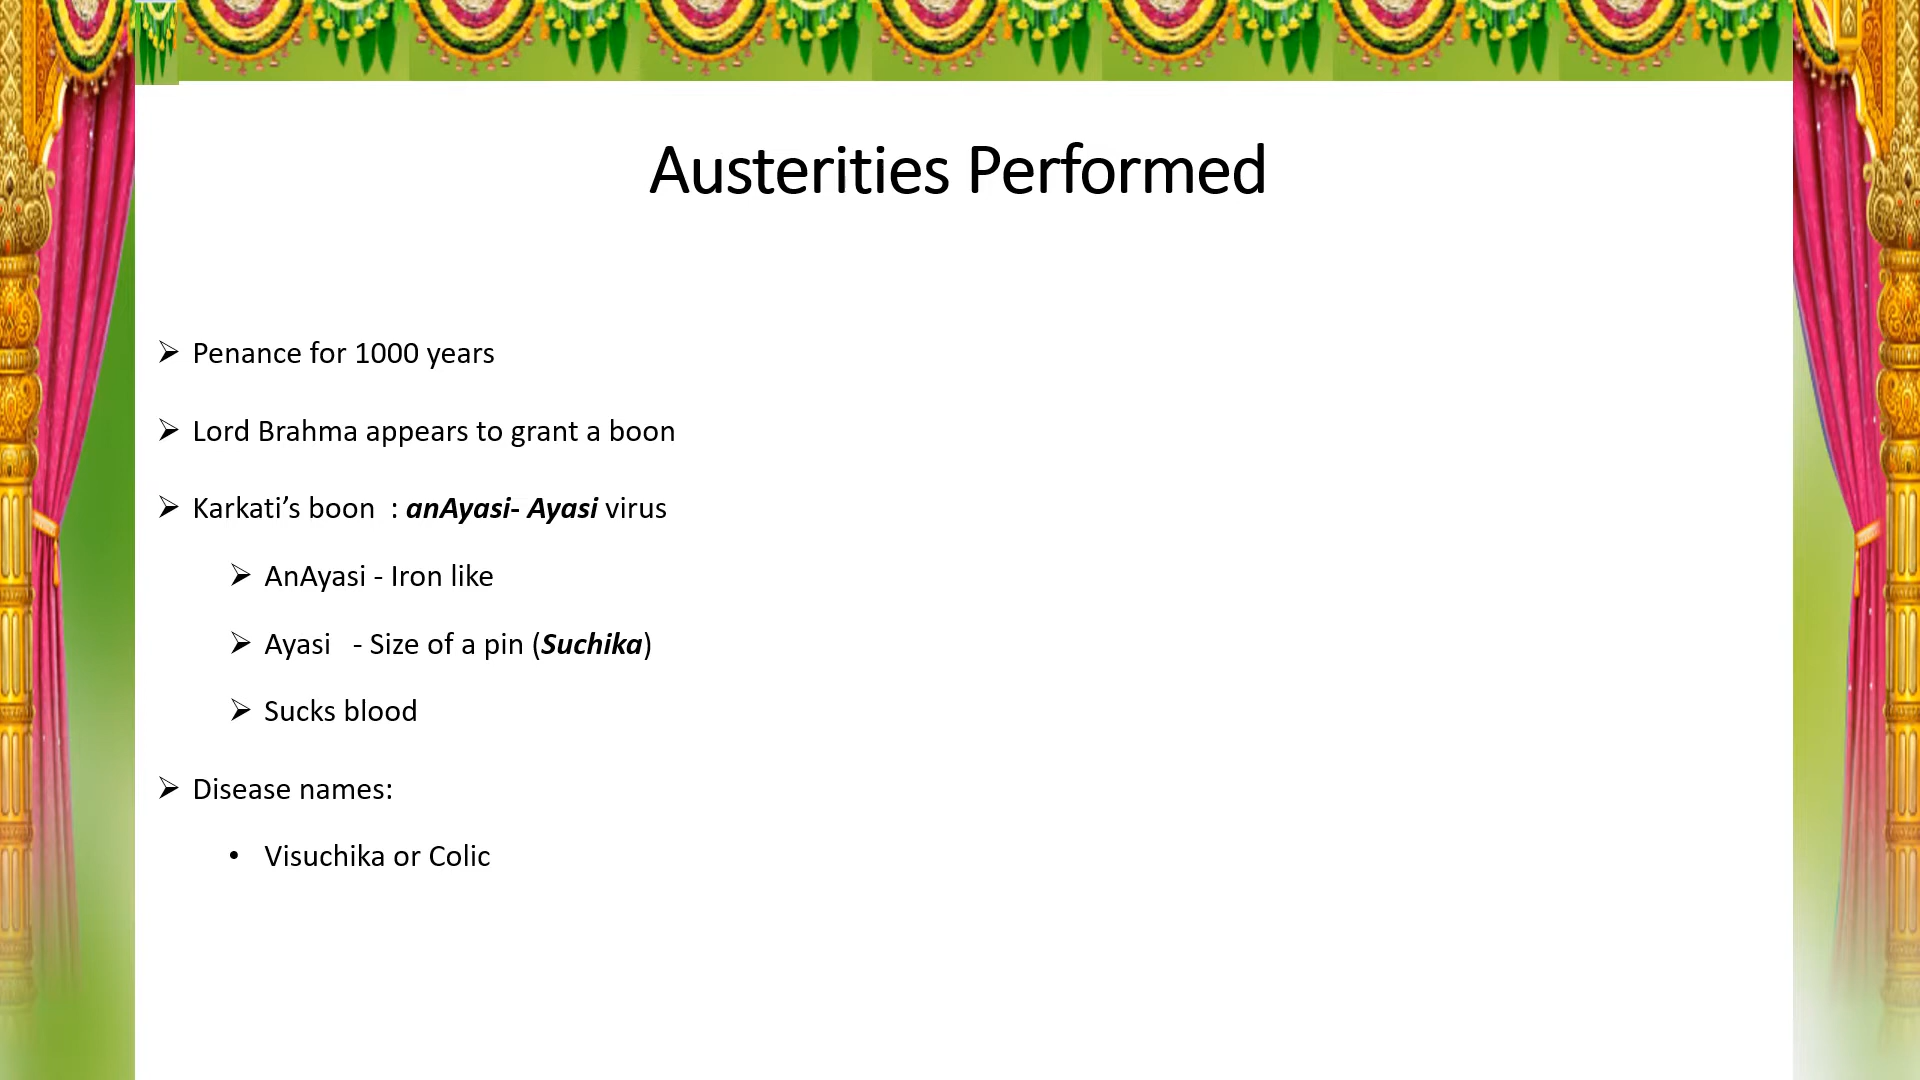 Austerities Performed
Penance for 1000 years
Lord Brahma appears to grant a boon
Karkati’s boon : anAyasi- Ayasi virus
AnAyasi - Iron like
Ayasi - Size of a pin (Suchika)
Sucks blood
Disease names:
Visuchika or Colic